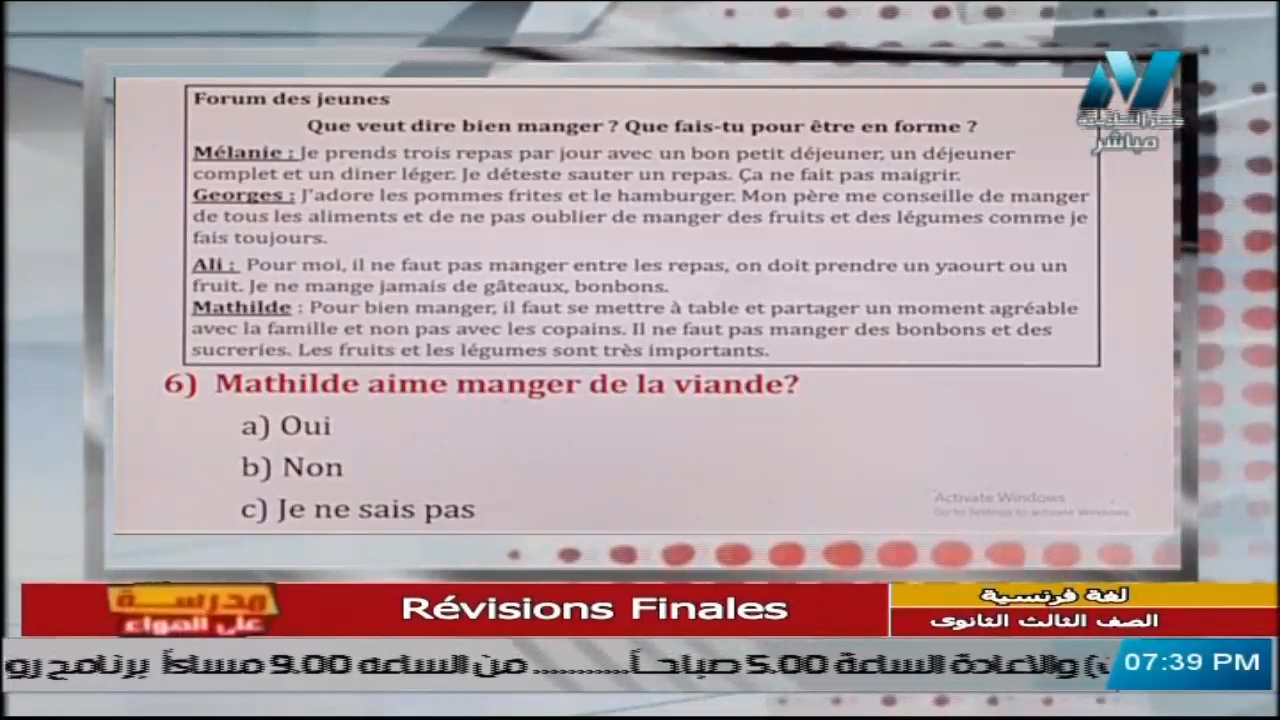 Forum des jeunes
Que veut dire bien manger ? Que fais-tu pour être en forme ?
Mélanie : Je prends trois repas par jour avec un bon petit déjeuner, un déjeuner
complet et un dîner léger. Je déteste sauter un repas. Ça ne fait pas maigrir.
Georges : J'adore les pommes frites et le hamburger. Mon père me conseille de manger
de tous les aliments et de ne pas oublier de manger des fruits et des légumes comme je
fais toujours.
Ali : Pour moi, il ne faut pas manger entre les repas, on doit prendre un yaourt ou un
fruit. Je ne mange jamais de gâteaux, bonbons.
Mathilde : Pour bien manger, il faut se mettre à table et partager un moment agréable
avec la famille et non pas avec les copains. Il ne faut pas manger des bonbons et des
sucreries. Les fruits et les légumes sont très importants.
6) Mathilde aime manger de la viande?
a) Oui
b) Non
c) Je ne sais pas
Activate Windows
Go to Settings to activate Windows.
مباشر
مدرسة
على الهواء
Révisions Finales
لغة فرنسية
الصف الثالث الثانوى
والاعادة الساعة 5.00 صباحاً........... من الساعه 9.00 مساءاً برنامج رو
07:39 PM